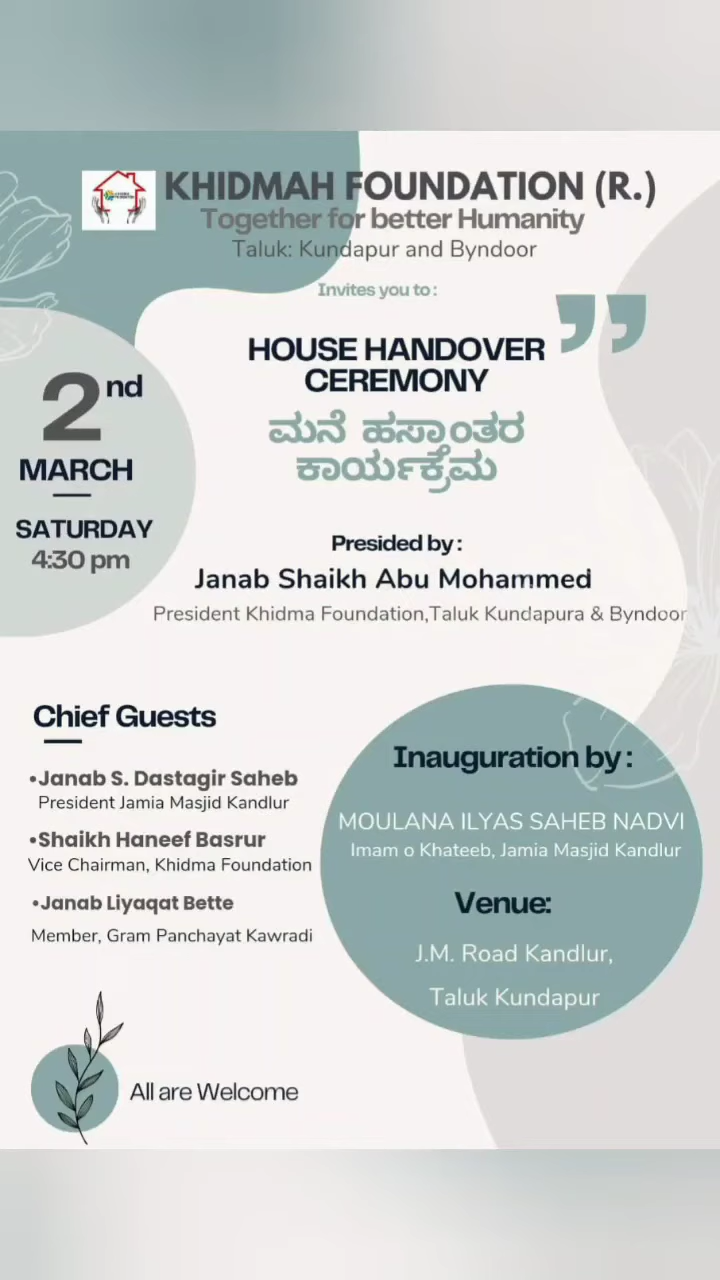 KHIDMAH FOUNDATION (R.)
Together for better Humanity
Taluk: Kundapur and Byndoor
Invites you to :
HOUSE HANDOVER
CEREMONY
ಮನೆ ಹಸ್ತಾಂತರ
ಕಾರ್ಯಕ್ರಮ
2nd
MARCH
SATURDAY
4:30 pm
Presided by :
Janab Shaikh Abu Mohammed
President Khidma Foundation,Taluk Kundapura & Byndoor
Chief Guests
•Janab S. Dastagir Saheb
President Jamia Masjid Kandlur
•Shaikh Haneef Basrur
Vice Chairman, Khidma Foundation
•Janab Liyaqat Bette
Member, Gram Panchayat Kawradi
Inauguration by :
MOULANA ILYAS SAHEB NADVI
Imam o Khateeb, Jamia Masjid Kandlur
Venue:
J.M. Road Kandlur,
Taluk Kundapur
All are Welcome